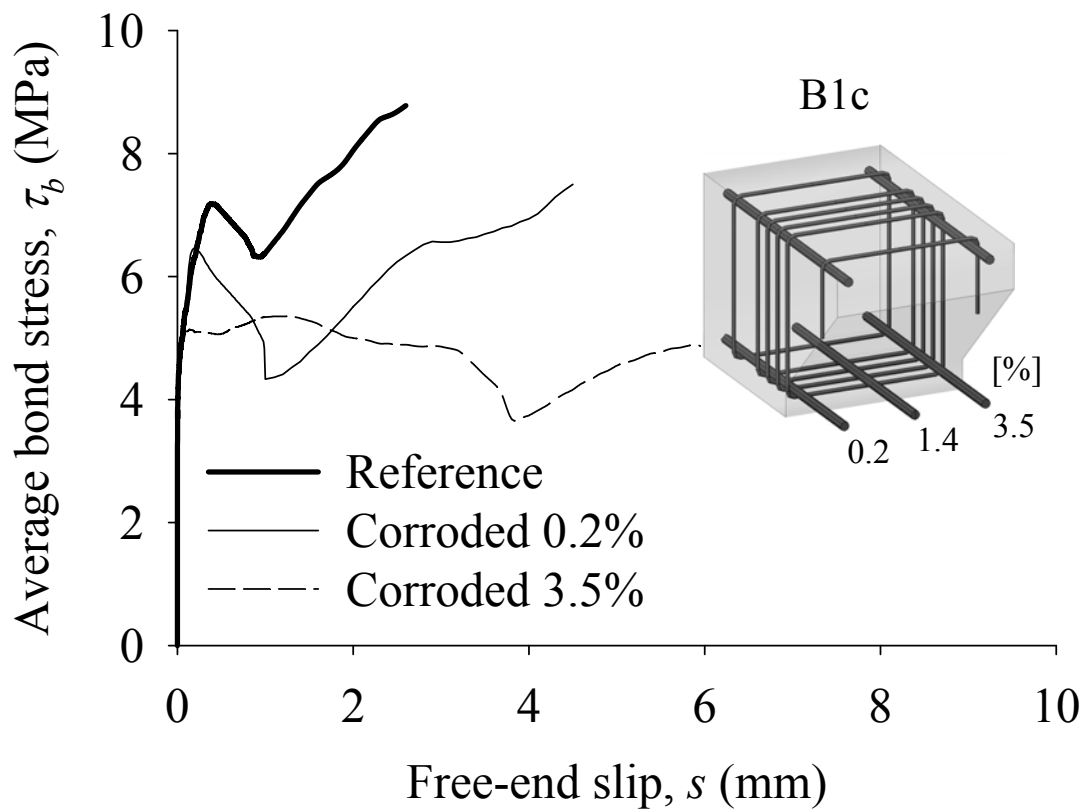 Average bond stress, τb (MPa)
10
8
6
4
2
0
Reference
Corroded 0.2%
Corroded 3.5%
B1c
[%]
0.2
1.4
3.5
0 2 4 6 8 10
Free-end slip, s (mm)